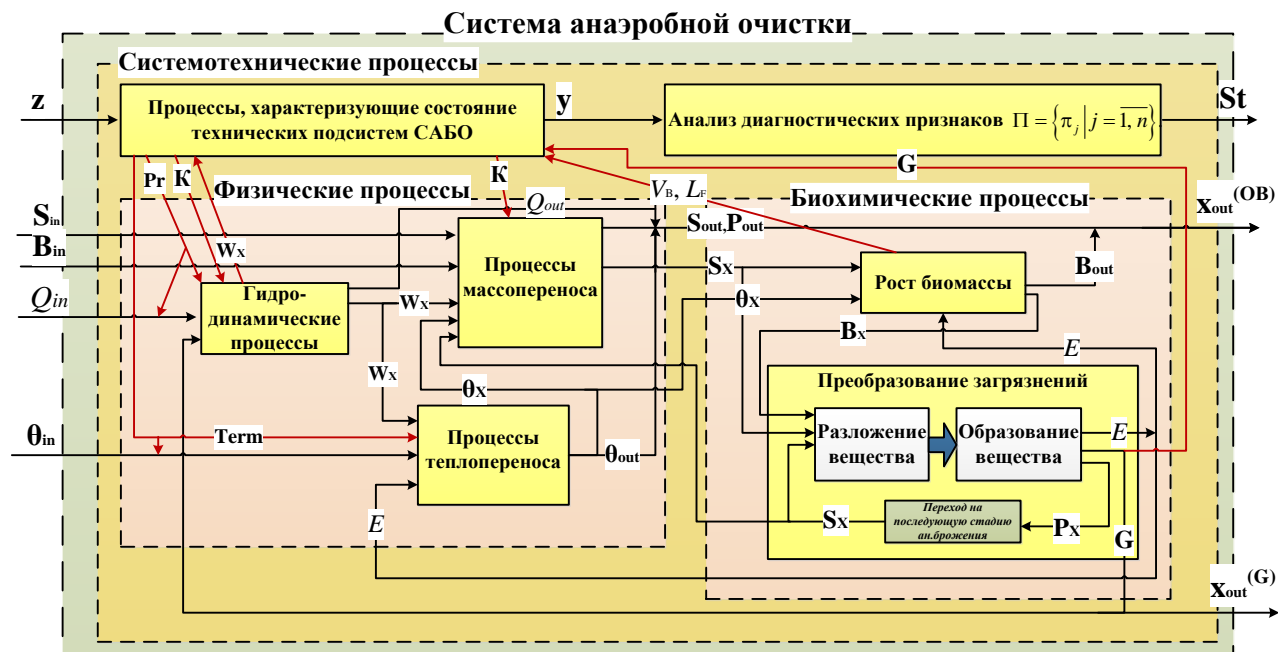 Система анаэробной очистки
Системотехнические процессы
z
Процессы, характеризующие состояние
технических подсистем САБО
y
Анализ диагностических признаков Π = {π_j | j = 1, n}
St
G
Pr
К
К
Физические процессы
V_В, L_F
Биохимические процессы
x_out^(ОВ)
Q_out
S_in
S_out, P_out
B_in
W_X
Процессы
массопереноса
S_X
Рост биомассы
B_out
Q_in
Гидро-
динамические
процессы
W_X
θ_X
B_X
E
W_X
θ_X
Преобразование загрязнений
θ_in
Term
Процессы
теплопереноса
θ_out
Разложение
вещества
Образование
вещества
E
E
S_X
Переход на
последующую стадию
ан.брожения
P_X
G
x_out^(G)